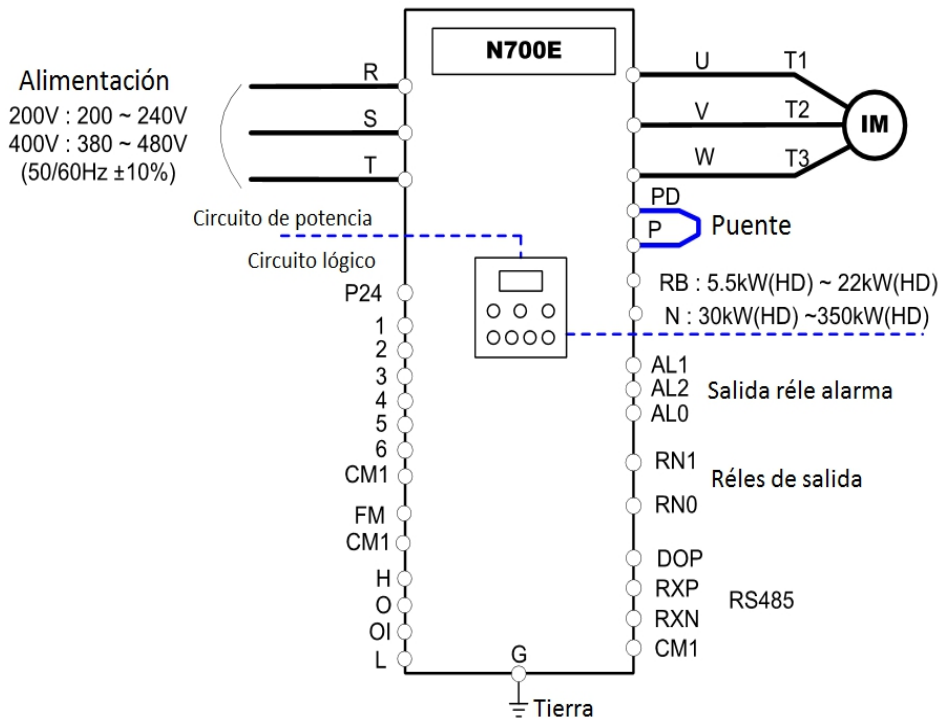 N700E
Alimentación
200V : 200 ~ 240V
400V : 380 ~ 480V
(50/60Hz ±10%)
R
S
T
U T1
V T2
W T3
IM
PD
P
Puente
Circuito de potencia
Circuito lógico
RB : 5.5kW(HD) ~ 22kW(HD)
N : 30kW(HD) ~350kW(HD)
P24
1
2
3
4
5
6
CM1
FM
CM1
H
O
OI
L
AL1
AL2
AL0
Salida réle alarma
RN1
RN0
Réles de salida
DOP
RXP
RXN
CM1
RS485
G
Tierra